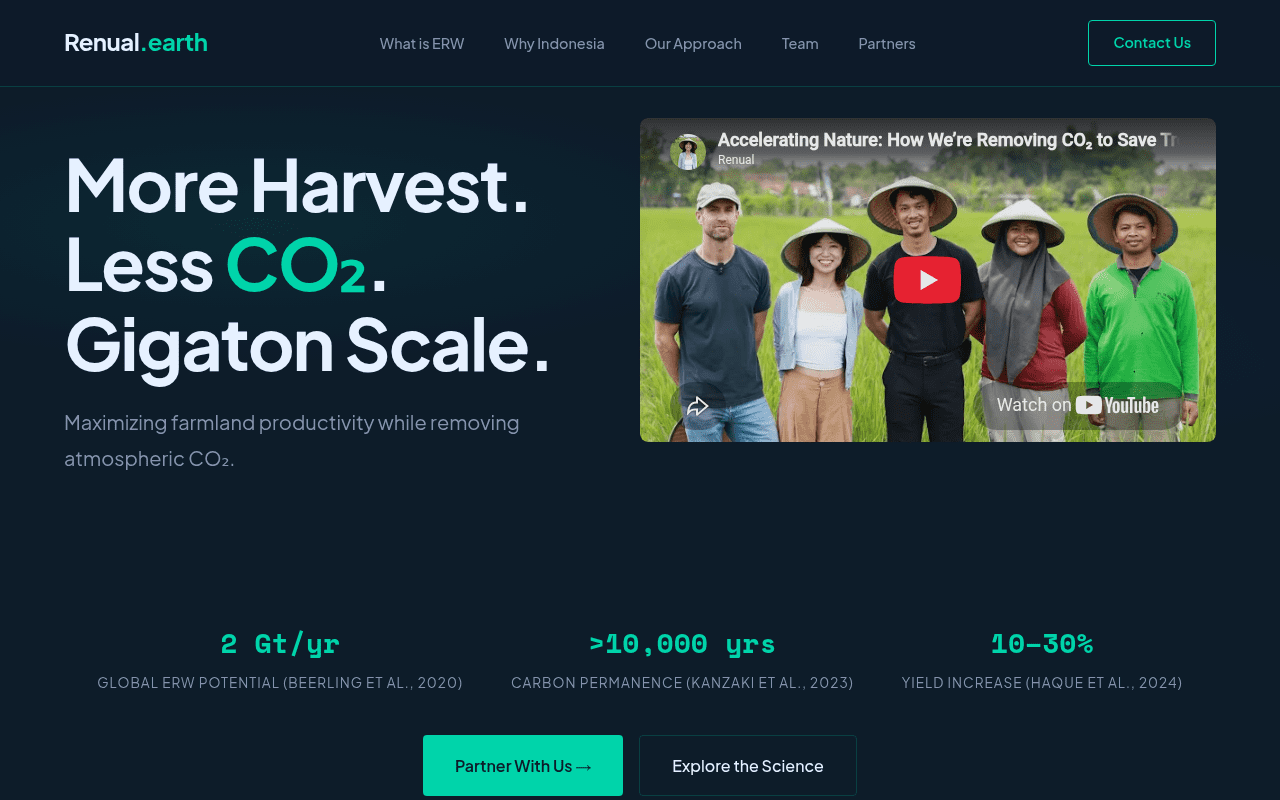 Renual.earth
What is ERW
Why Indonesia
Our Approach
Team
Partners
Contact Us
More Harvest.
Less CO₂.
Gigaton Scale.
Maximizing farmland productivity while removing
atmospheric CO₂.
Accelerating Nature: How We're Removing CO₂ to Save
Renual
Watch on YouTube
2 Gt/yr
GLOBAL ERW POTENTIAL (BEERLING ET AL., 2020)
>10,000 yrs
CARBON PERMANENCE (KANZAKI ET AL., 2023)
10–30%
YIELD INCREASE (HAQUE ET AL., 2024)
Partner With Us →
Explore the Science